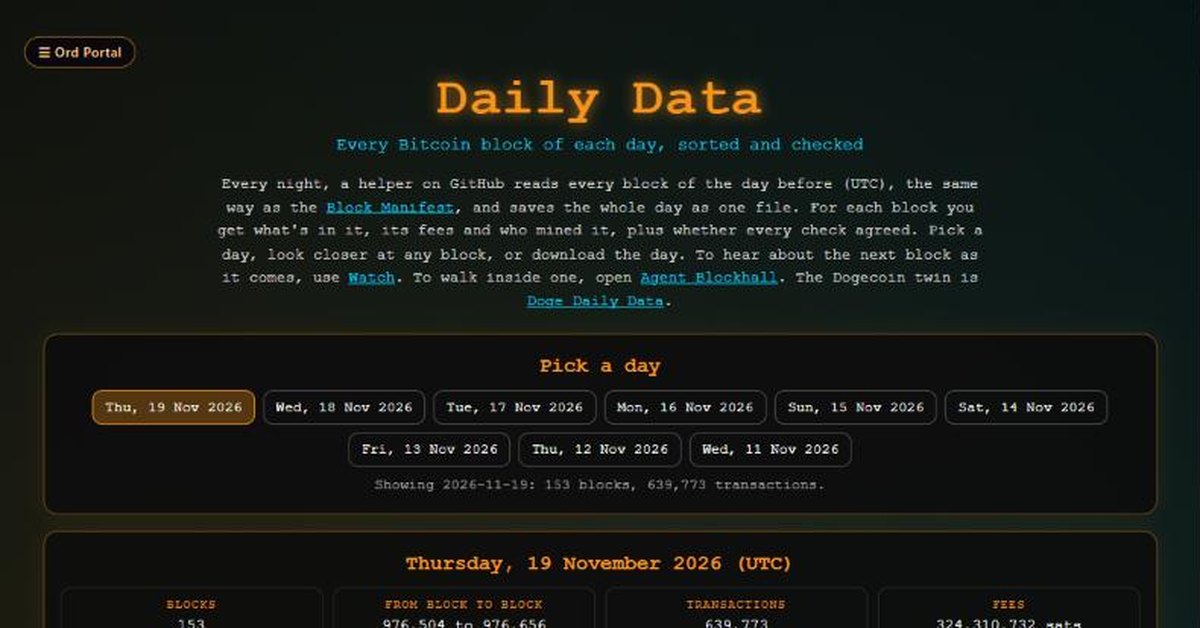 ☰ Ord Portal
Daily Data
Every Bitcoin block of each day, sorted and checked
Every night, a helper on GitHub reads every block of the day before (UTC), the same
way as the Block Manifest, and saves the whole day as one file. For each block you
get what's in it, its fees and who mined it, plus whether every check agreed. Pick a
day, look closer at any block, or download the day. To hear about the next block as
it comes, use Watch. To walk inside one, open Agent Blockhall. The Dogecoin twin is
Doge Daily Data.
Pick a day
Thu, 19 Nov 2026 Wed, 18 Nov 2026 Tue, 17 Nov 2026 Mon, 16 Nov 2026 Sun, 15 Nov 2026 Sat, 14 Nov 2026
Fri, 13 Nov 2026 Thu, 12 Nov 2026 Wed, 11 Nov 2026
Showing 2026-11-19: 153 blocks, 639,773 transactions.
Thursday, 19 November 2026 (UTC)
BLOCKS FROM BLOCK TO BLOCK TRANSACTIONS FEES
153 976,504 to 976,656 639,773 324,310,732 sats